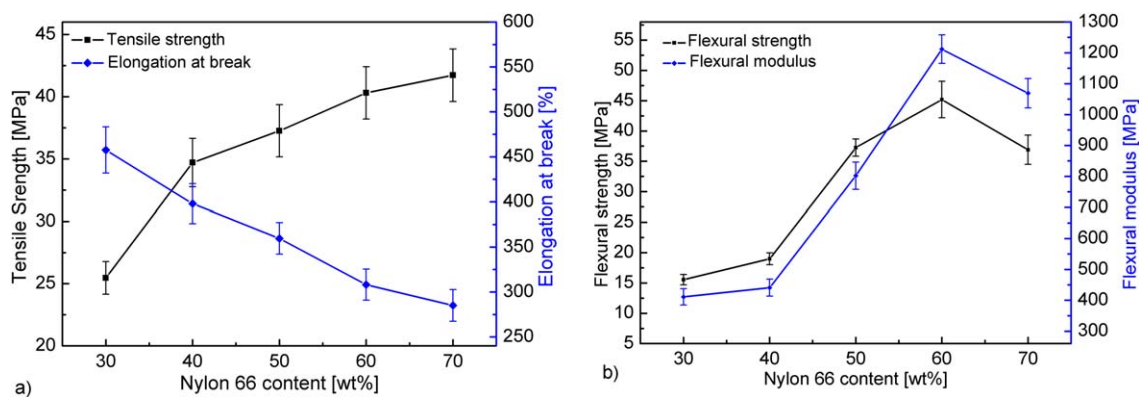 Tensile strength
Elongation at break
Tensile Srength [MPa]
45
40
35
30
25
20
600
550
500
450
400
350
300
250
Elongation at break [%]
30 40 50 60 70
Nylon 66 content [wt%]
a)
Flexural strength
Flexural modulus
Flexural strength [MPa]
55
50
45
40
35
30
25
20
15
10
5
1300
1200
1100
1000
900
800
700
600
500
400
300
Flexural modulus [MPa]
30 40 50 60 70
Nylon 66 content [wt%]
b)